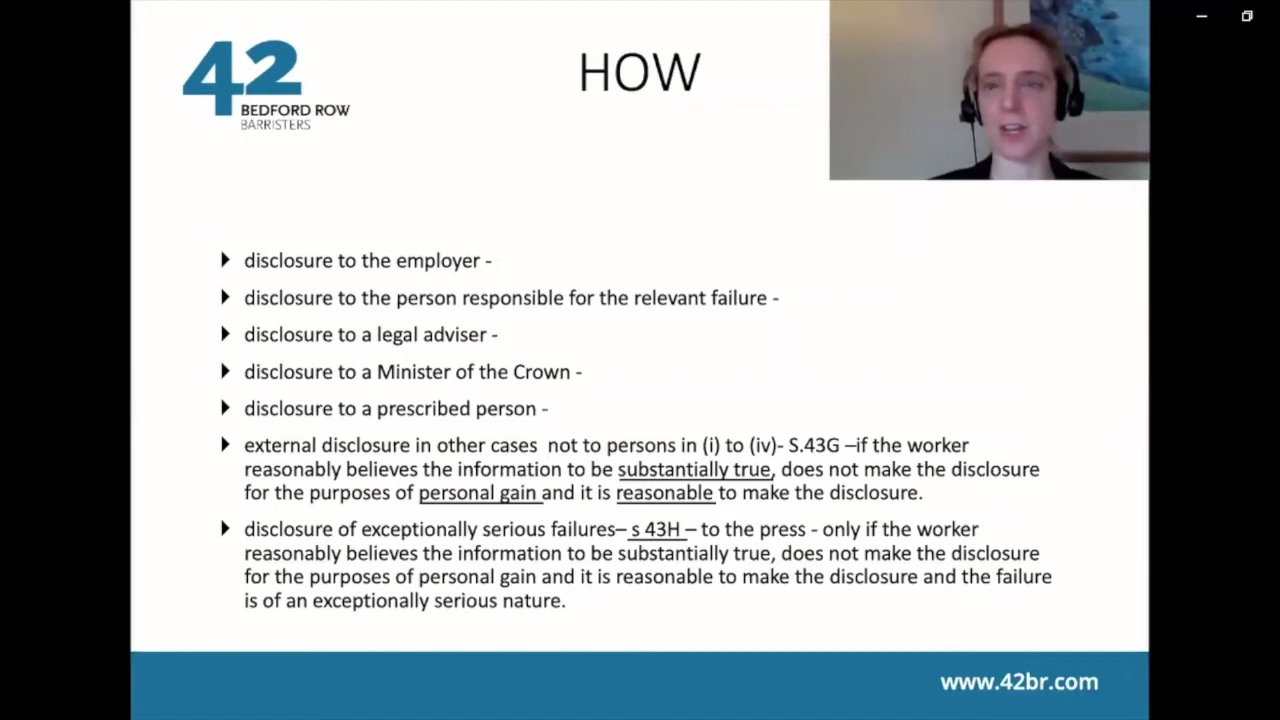 42
BEDFORD ROW
BARRISTERS
HOW
disclosure to the employer -
disclosure to the person responsible for the relevant failure -
disclosure to a legal adviser -
disclosure to a Minister of the Crown -
disclosure to a prescribed person -
external disclosure in other cases  not to persons in (i) to (iv)- S.43G –if the worker
reasonably believes the information to be substantially true, does not make the disclosure
for the purposes of personal gain and it is reasonable to make the disclosure.
disclosure of exceptionally serious failures– s 43H – to the press - only if the worker
reasonably believes the information to be substantially true, does not make the disclosure
for the purposes of personal gain and it is reasonable to make the disclosure and the failure
is of an exceptionally serious nature.
www.42br.com